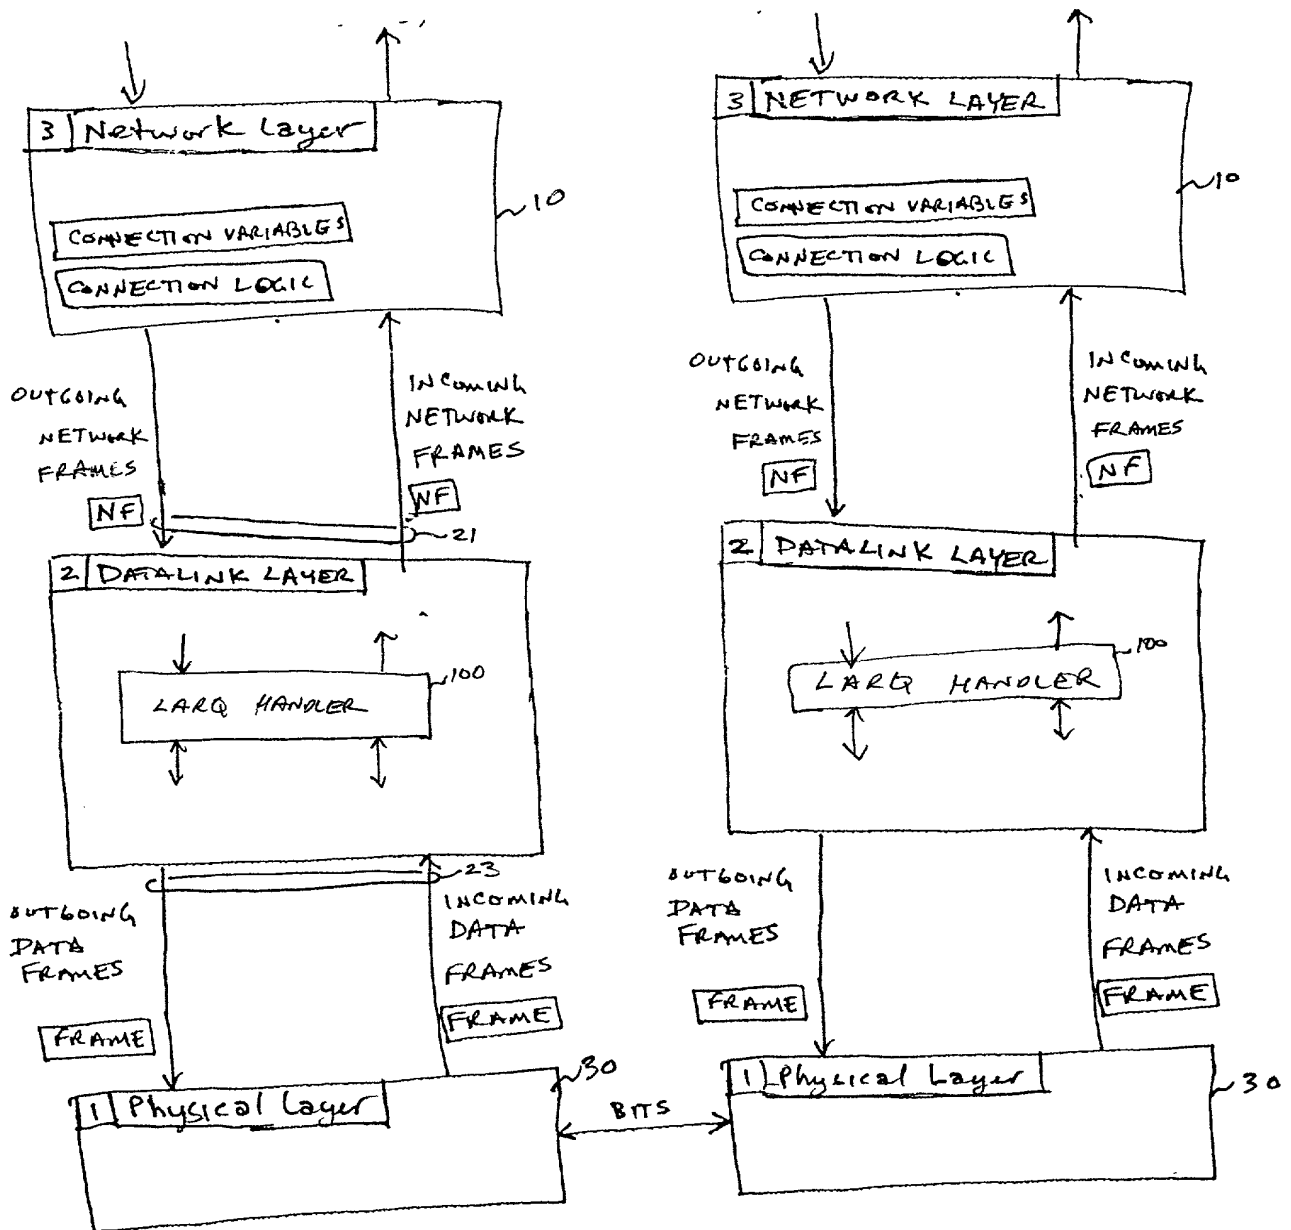 3 Network Layer
10
CONNECTION VARIABLES
CONNECTION LOGIC
OUTGOING
NETWORK
FRAMES
NF
INCOMING
NETWORK
FRAMES
NF
21
2 DATALINK LAYER
100
LARQ HANDLER
23
OUTGOING
DATA
FRAMES
FRAME
INCOMING
DATA
FRAMES
FRAME
30
1 Physical Layer
BITS
3 NETWORK LAYER
10
CONNECTION VARIABLES
CONNECTION LOGIC
OUTGOING
NETWORK
FRAMES
NF
INCOMING
NETWORK
FRAMES
NF
2 DATALINK LAYER
100
LARQ HANDLER
OUTGOING
DATA
FRAMES
FRAME
INCOMING
DATA
FRAMES
FRAME
1 Physical Layer
30